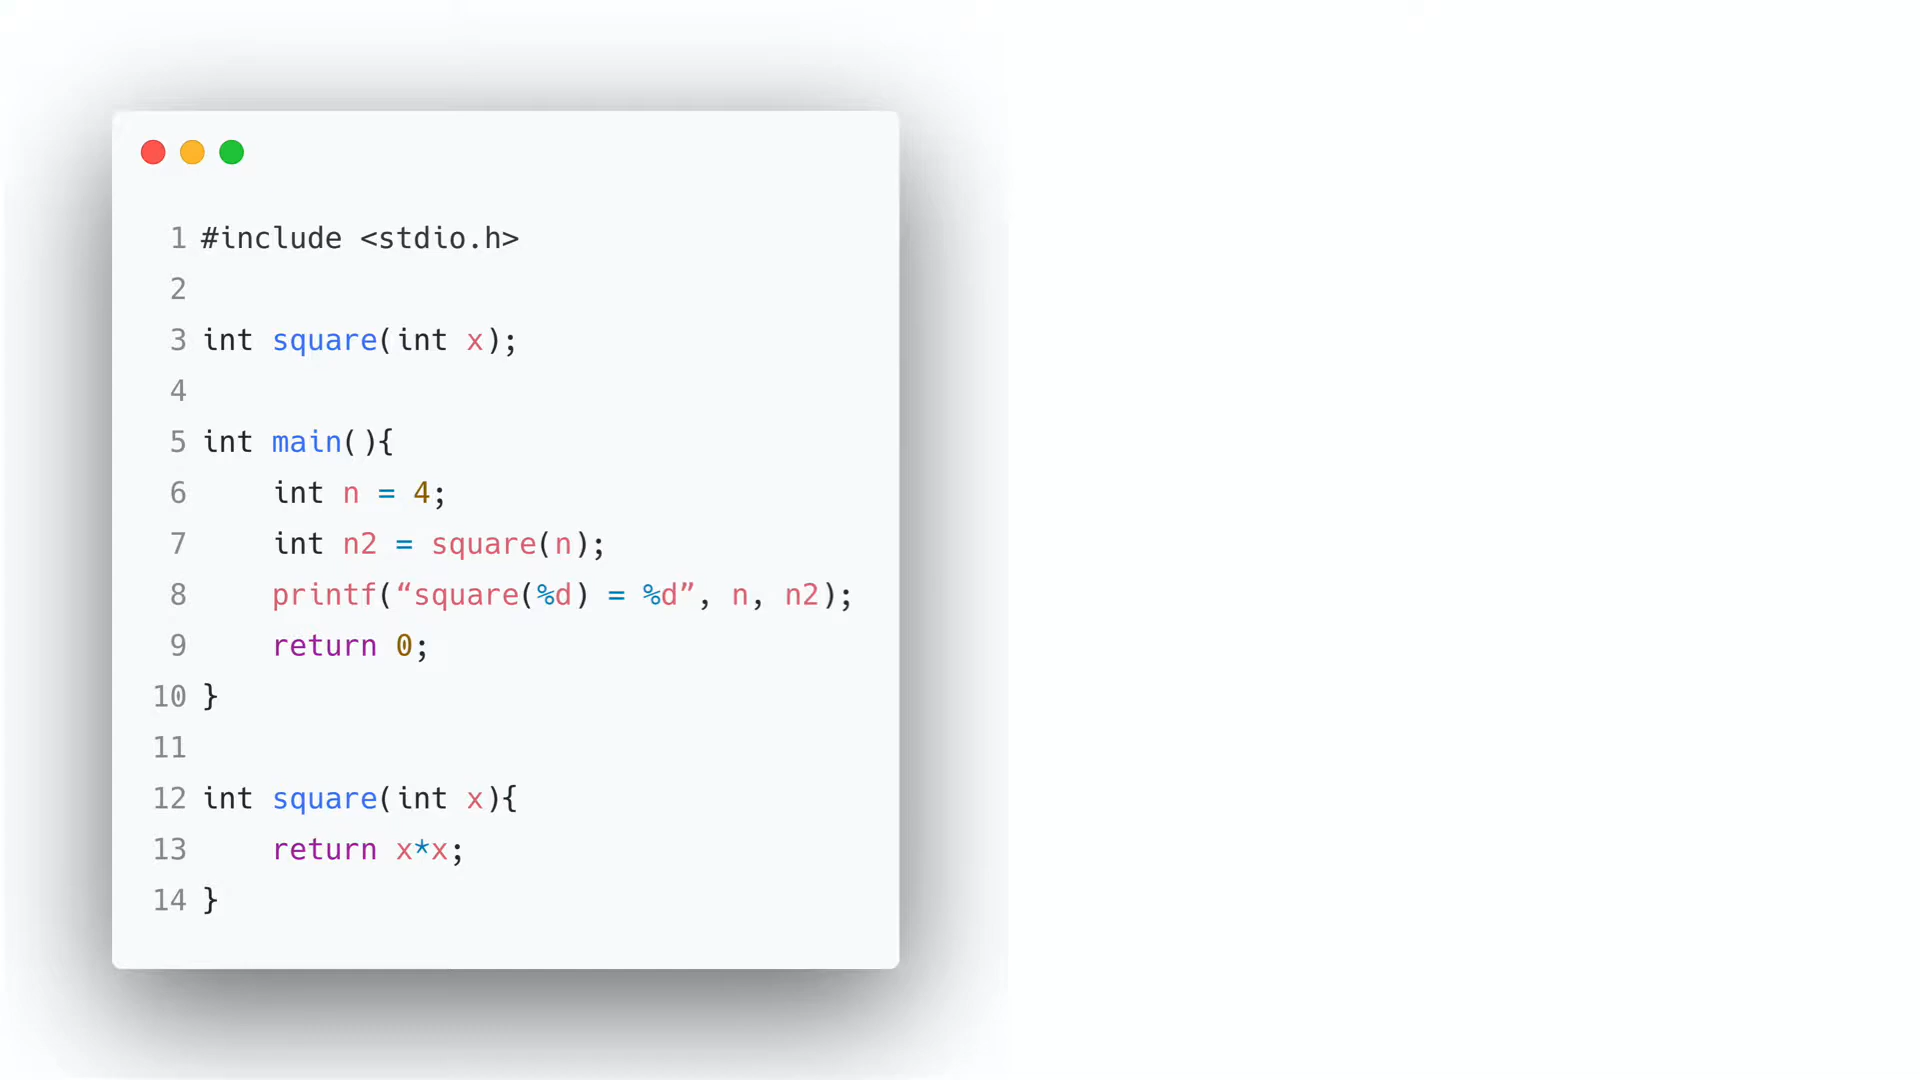 1 #include <stdio.h>
2
3 int square(int x);
4
5 int main(){
6     int n = 4;
7     int n2 = square(n);
8     printf(“square(%d) = %d”, n, n2);
9     return 0;
10 }
11
12 int square(int x){
13     return x*x;
14 }